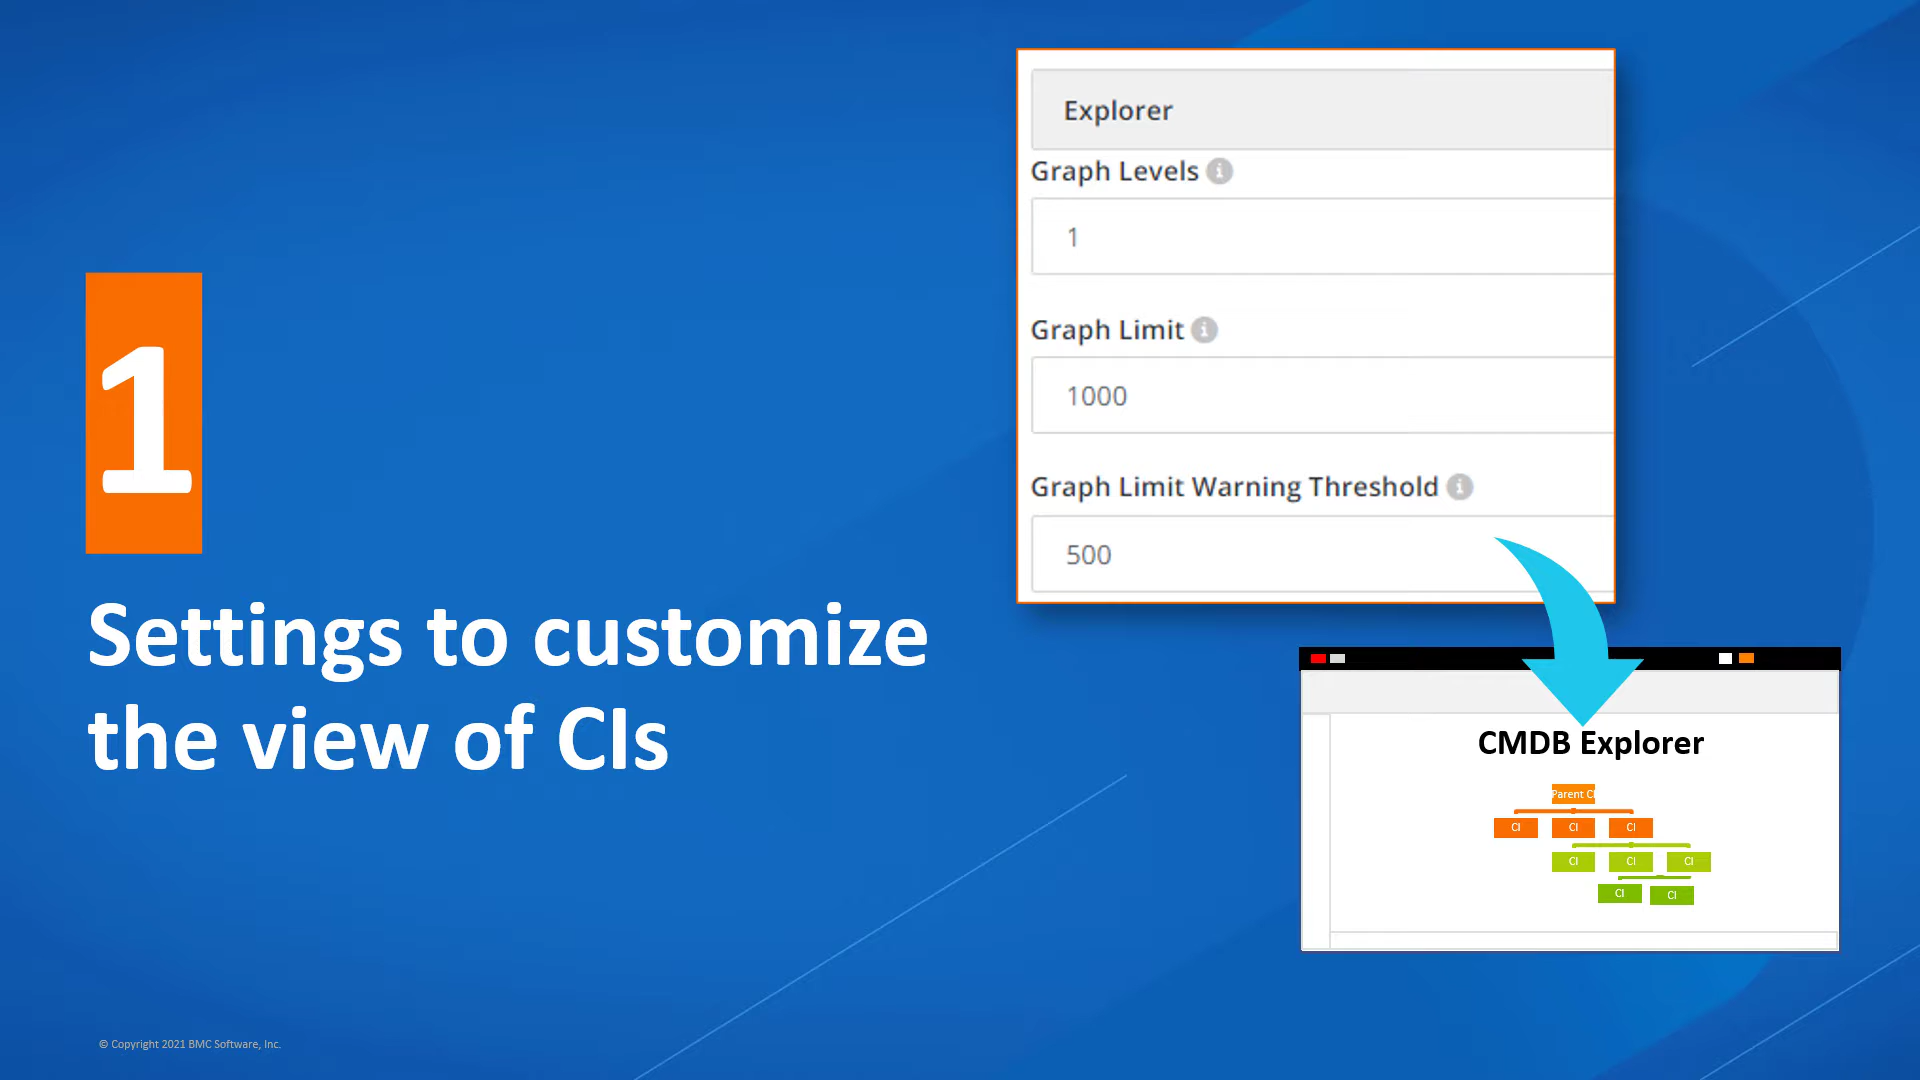 1
Settings to customize
the view of CIs
Explorer
Graph Levels
1
Graph Limit
1000
Graph Limit Warning Threshold
500
CMDB Explorer
Parent CI
CI CI CI
CI CI CI
CI CI
© Copyright 2021 BMC Software, Inc.